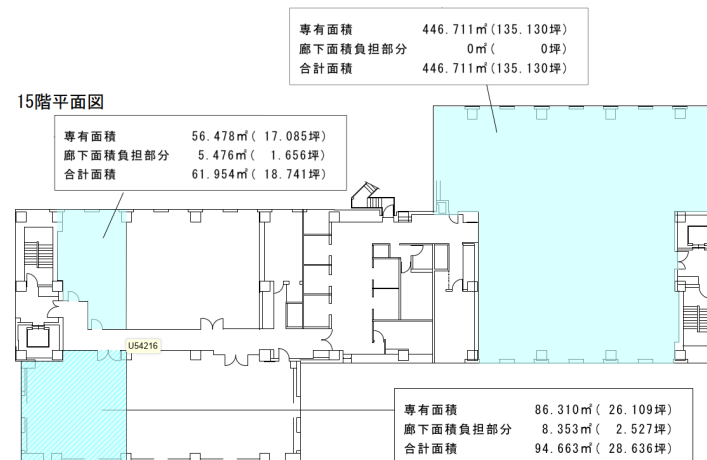 専有面積 446.711㎡(135.130坪)
廊下面積負担部分 0㎡( 0坪)
合計面積 446.711㎡(135.130坪)
15階平面図
専有面積 56.478㎡( 17.085坪)
廊下面積負担部分 5.476㎡( 1.656坪)
合計面積 61.954㎡( 18.741坪)
U54216
専有面積 86.310㎡( 26.109坪)
廊下面積負担部分 8.353㎡( 2.527坪)
合計面積 94.663㎡( 28.636坪)